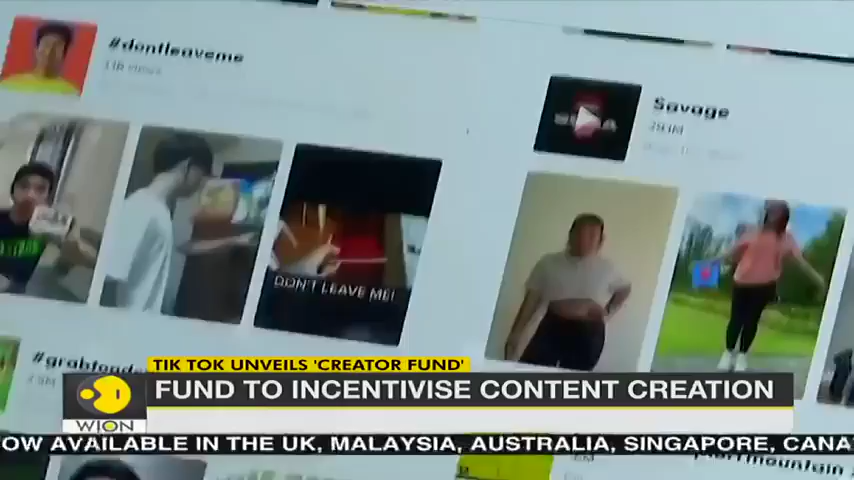 #dontleaveme
Savage
DON'T LEAVE ME!
TIK TOK UNVEILS 'CREATOR FUND'
FUND TO INCENTIVISE CONTENT CREATION
WION
OW AVAILABLE IN THE UK, MALAYSIA, AUSTRALIA, SINGAPORE, CANA